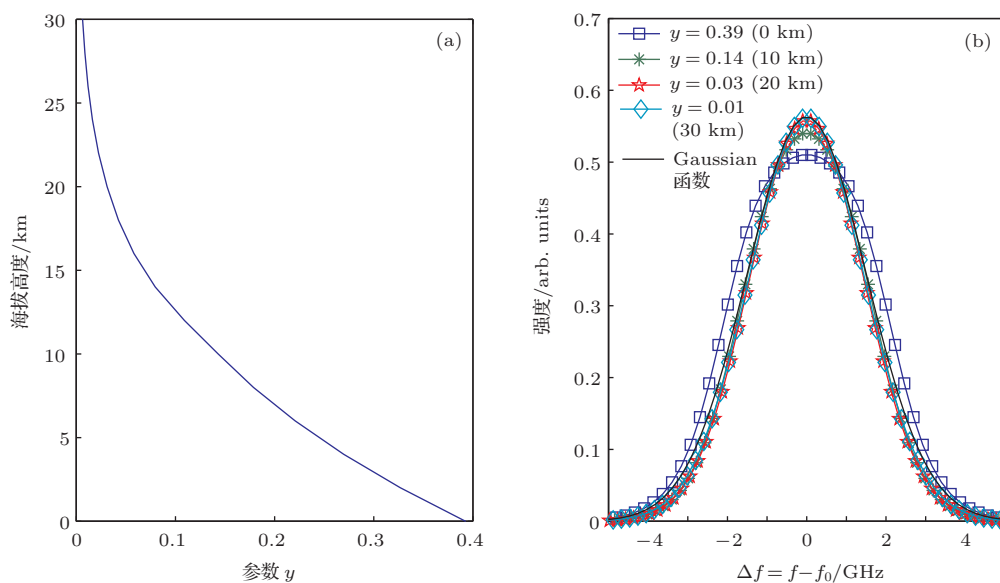 30
25
20
15
10
5
0
海拔高度/km
(a)
0
0.1
0.2
0.3
0.4
参数 y
0.7
0.6
0.5
0.4
0.3
0.2
0.1
0
强度/arb. units
(b)
y = 0.39 (0 km)
y = 0.14 (10 km)
y = 0.03 (20 km)
y = 0.01
(30 km)
Gaussian
函数
−4
−2
0
2
4
Δf = f−f₀/GHz